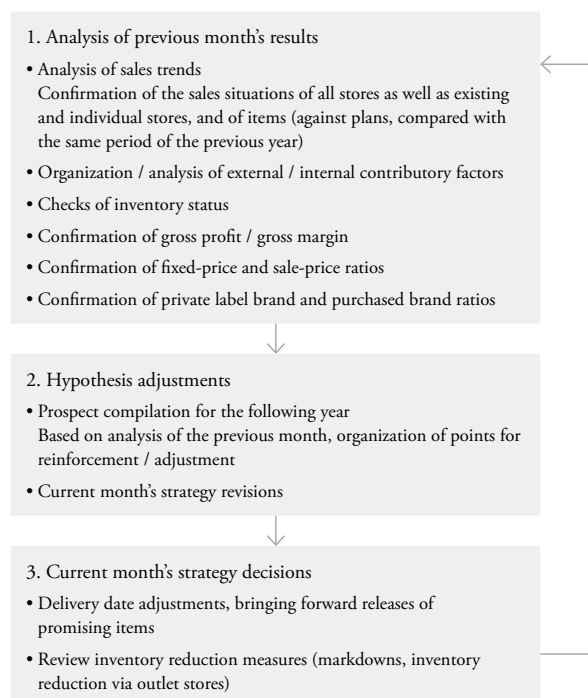 1. Analysis of previous month’s results
• Analysis of sales trends
Confirmation of the sales situations of all stores as well as existing
and individual stores, and of items (against plans, compared with
the same period of the previous year)
• Organization / analysis of external / internal contributory factors
• Checks of inventory status
• Confirmation of gross profit / gross margin
• Confirmation of fixed-price and sale-price ratios
• Confirmation of private label brand and purchased brand ratios
2. Hypothesis adjustments
• Prospect compilation for the following year
Based on analysis of the previous month, organization of points for
reinforcement / adjustment
• Current month’s strategy revisions
3. Current month’s strategy decisions
• Delivery date adjustments, bringing forward releases of
promising items
• Review inventory reduction measures (markdowns, inventory
reduction via outlet stores)